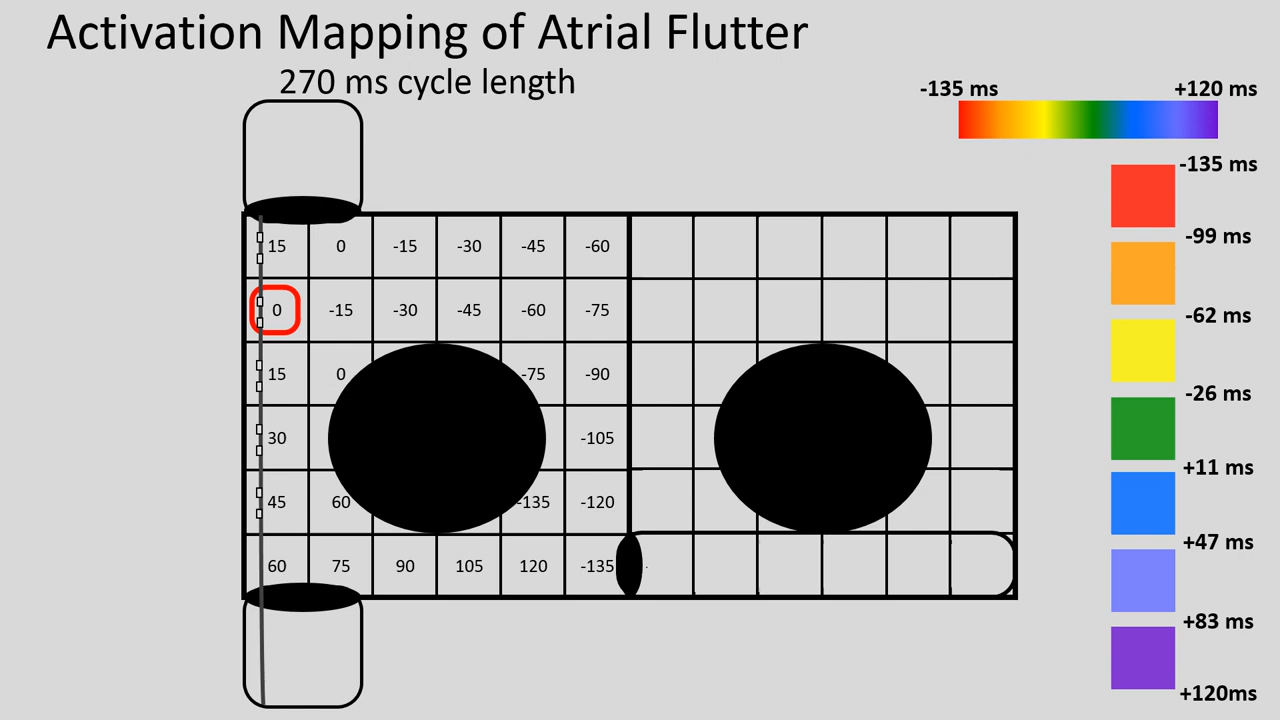 Activation Mapping of Atrial Flutter
270 ms cycle length
-135 ms +120 ms
-135 ms
-99 ms
-62 ms
-26 ms
+11 ms
+47 ms
+83 ms
+120ms
15 0 -15 -30 -45 -60
0 -15 -30 -45 -60 -75
15 0 -75 -90
30 -105
45 60 -135 -120
60 75 90 105 120 -135